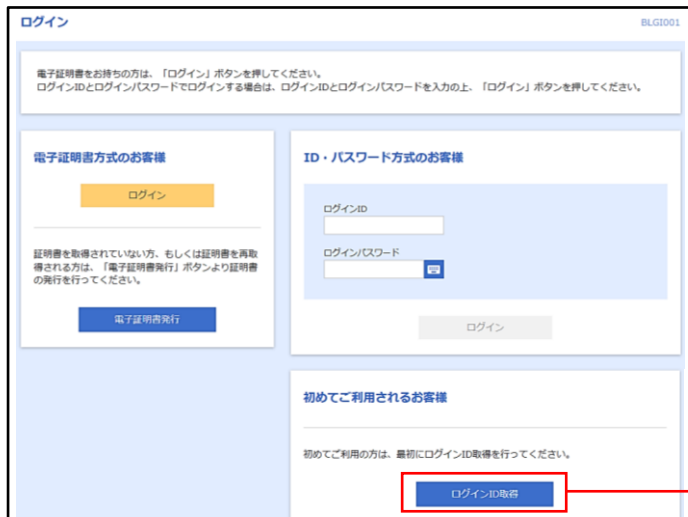 ログイン
BLGI001
電子証明書をお持ちの方は、「ログイン」ボタンを押してください。
ログインIDとログインパスワードでログインする場合は、ログインIDとログインパスワードを入力の上、「ログイン」ボタンを押してください。
電子証明書方式のお客様
ログイン
証明書を取得されていない方、もしくは証明書を再取
得される方は、「電子証明書発行」ボタンより証明書
の発行を行ってください。
電子証明書発行
ID・パスワード方式のお客様
ログインID
ログインパスワード
ログイン
初めてご利用されるお客様
初めてご利用の方は、最初にログインID取得を行ってください。
ログインID取得